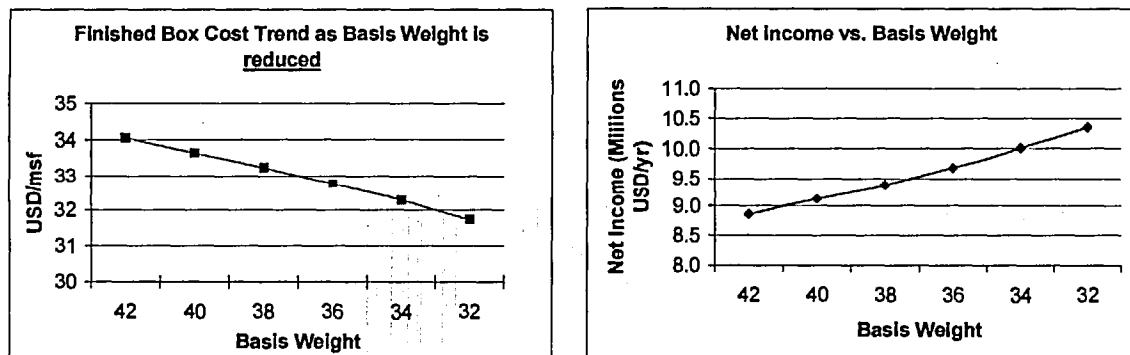 Finished Box Cost Trend as Basis Weight is
reduced
USD/msf
35
34
33
32
31
30
42 40 38 36 34 32
Basis Weight
Net Income vs. Basis Weight
Net Income (Millions
USD/yr)
11.0
10.5
10.0
9.5
9.0
8.5
8.0
42 40 38 36 34 32
Basis Weight